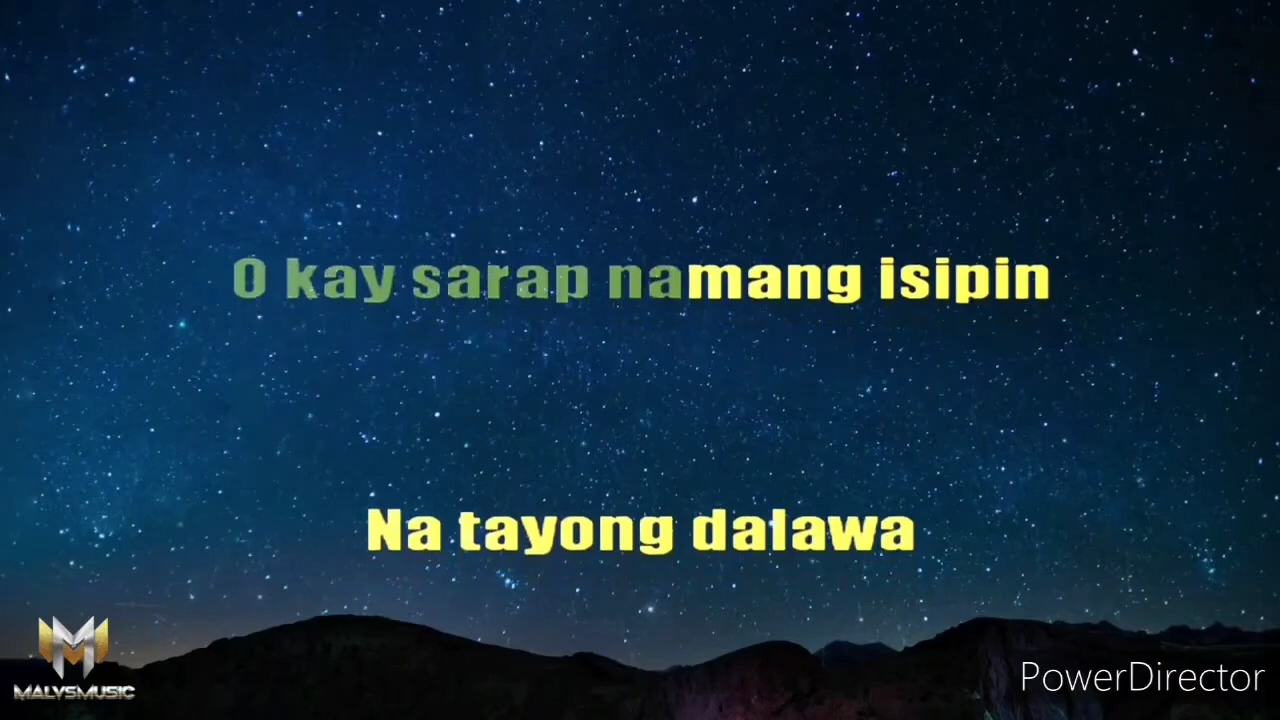 O kay sarap namang isipin
Na tayong dalawa
MALYSMUSIC
PowerDirector